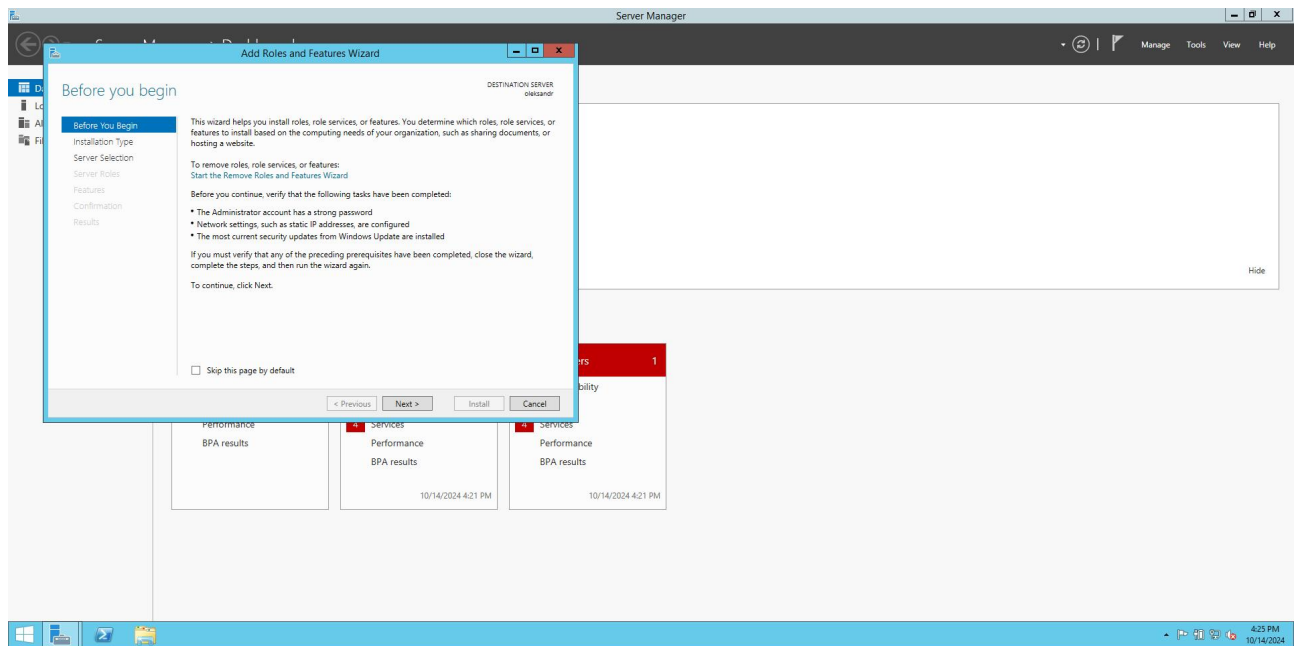 Server Manager
Manage Tools View Help
Add Roles and Features Wizard
Before you begin
DESTINATION SERVER
oleksandr
Before You Begin
Installation Type
Server Selection
Server Roles
Features
Confirmation
Results
This wizard helps you install roles, role services, or features. You determine which roles, role services, or
features to install based on the computing needs of your organization, such as sharing documents, or
hosting a website.
To remove roles, role services, or features:
Start the Remove Roles and Features Wizard
Before you continue, verify that the following tasks have been completed:
• The Administrator account has a strong password
• Network settings, such as static IP addresses, are configured
• The most current security updates from Windows Update are installed
If you must verify that any of the preceding prerequisites have been completed, close the wizard,
complete the steps, and then run the wizard again.
To continue, click Next.
Skip this page by default
< Previous Next > Install Cancel
Hide
1
Performance
BPA results
4 Services
Performance
BPA results
10/14/2024 4:21 PM
4 Services
Performance
BPA results
10/14/2024 4:21 PM
4:25 PM
10/14/2024